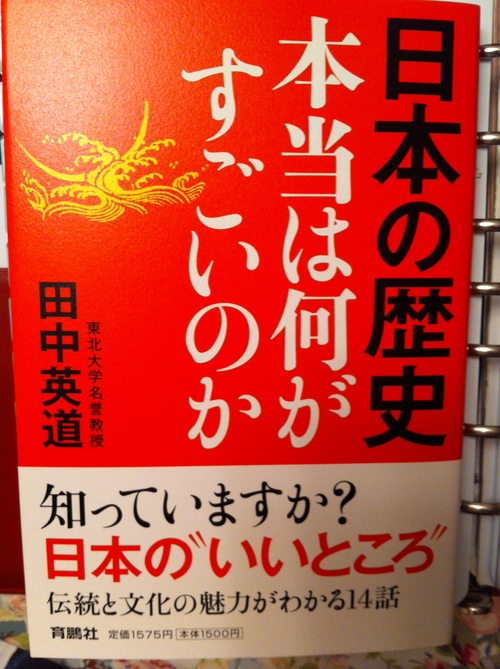 日本の歴史
本当は何が
すごいのか
東北大学名誉教授
田中英道
知っていますか?
日本の〝いいところ〟
伝統と文化の魅力がわかる14話
育鵬社 定価1575円 本体1500円